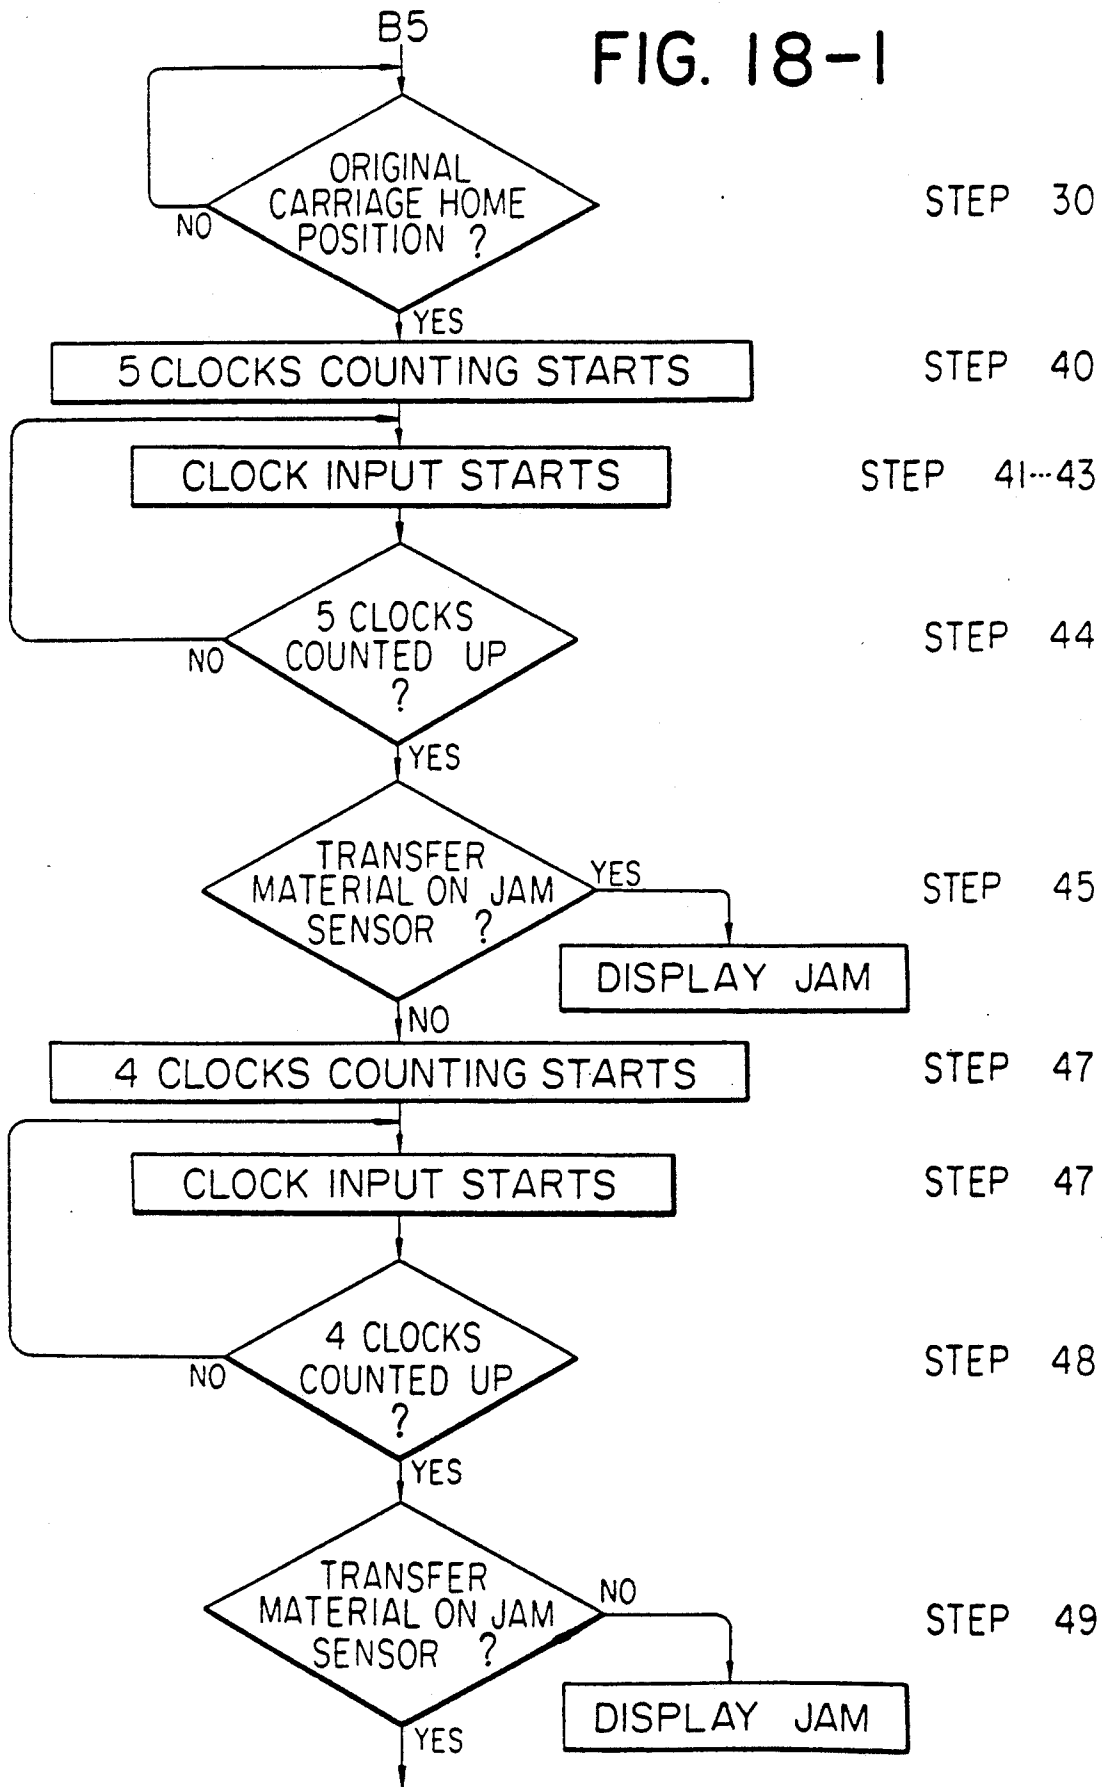 B5
FIG. 18-1
ORIGINAL
CARRIAGE HOME
POSITION ?
NO
STEP 30
YES
5 CLOCKS COUNTING STARTS
STEP 40
CLOCK INPUT STARTS
STEP 41---43
5 CLOCKS
COUNTED UP
?
NO
STEP 44
YES
TRANSFER
MATERIAL ON JAM
SENSOR ?
YES
STEP 45
DISPLAY JAM
NO
4 CLOCKS COUNTING STARTS
STEP 47
CLOCK INPUT STARTS
STEP 47
4 CLOCKS
COUNTED UP
?
NO
STEP 48
YES
TRANSFER
MATERIAL ON JAM
SENSOR ?
NO
STEP 49
DISPLAY JAM
YES